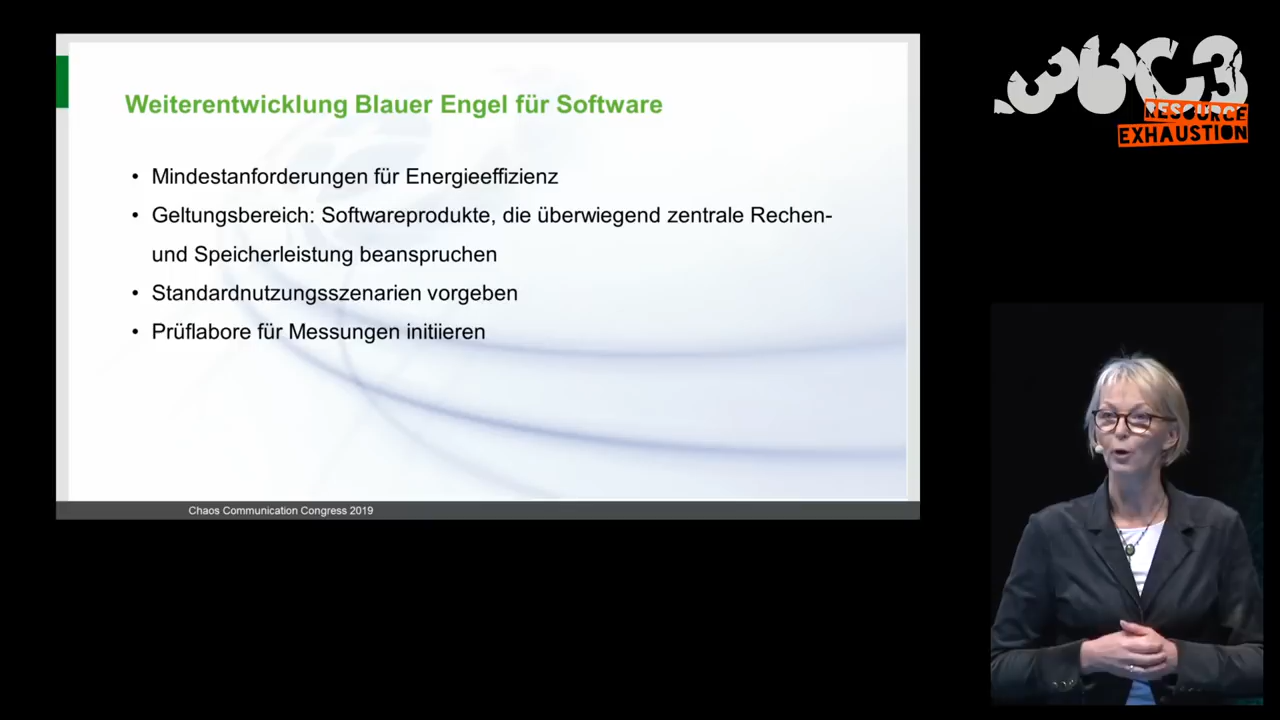 Weiterentwicklung Blauer Engel für Software
• Mindestanforderungen für Energieeffizienz
• Geltungsbereich: Softwareprodukte, die überwiegend zentrale Rechen-
und Speicherleistung beanspruchen
• Standardnutzungsszenarien vorgeben
• Prüflabore für Messungen initiieren
Chaos Communication Congress 2019
36C3
RESOURCE
EXHAUSTION